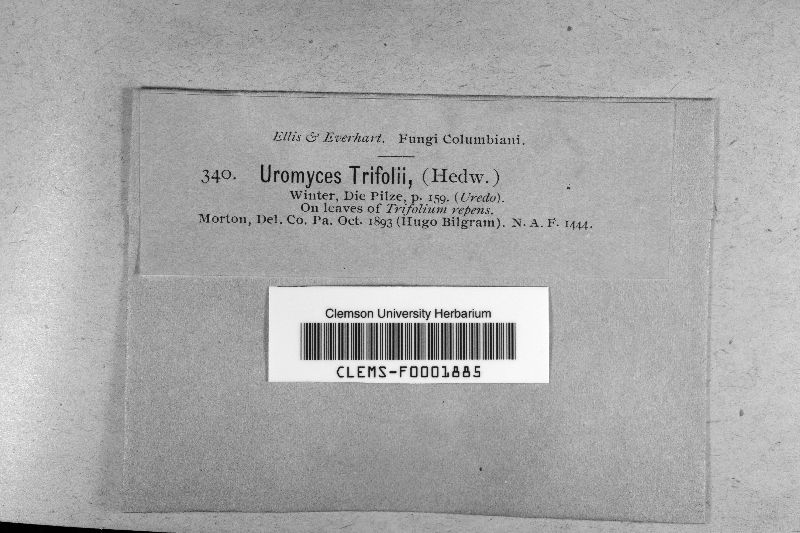 Ellis & Everhart. Fungi Columbiani.
340. Uromyces Trifolii, (Hedw.)
Winter, Die Pilze, p. 159. (Uredo).
On leaves of Trifolium repens.
Morton, Del. Co. Pa. Oct. 1893 (Hugo Bilgram). N. A. F. 1444.
Clemson University Herbarium
CLEMS-F0001885